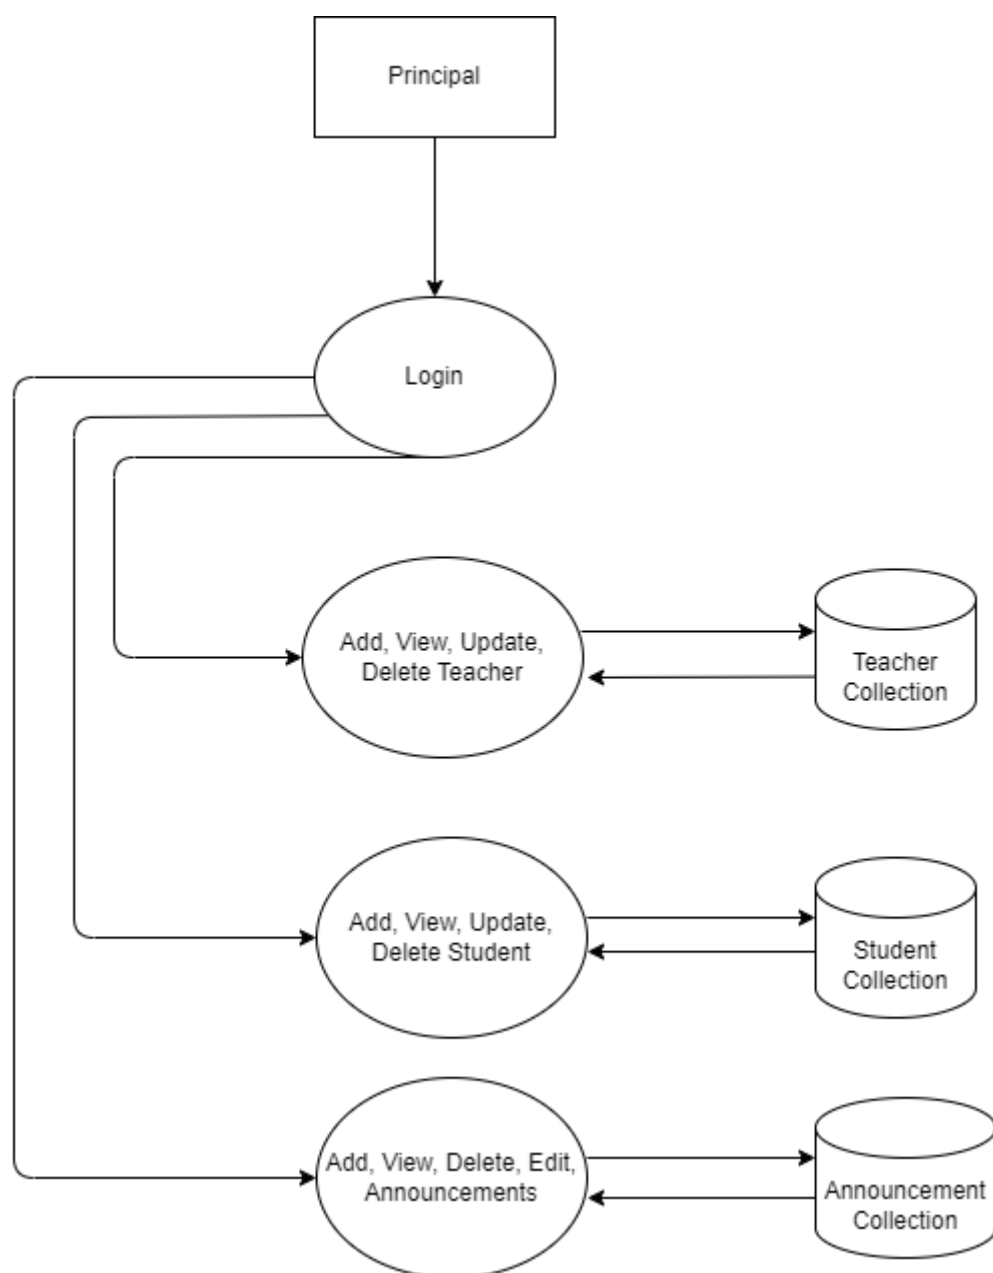 Principal
Login
Add, View, Update,
Delete Teacher
Teacher
Collection
Add, View, Update,
Delete Student
Student
Collection
Add, View, Delete, Edit,
Announcements
Announcement
Collection